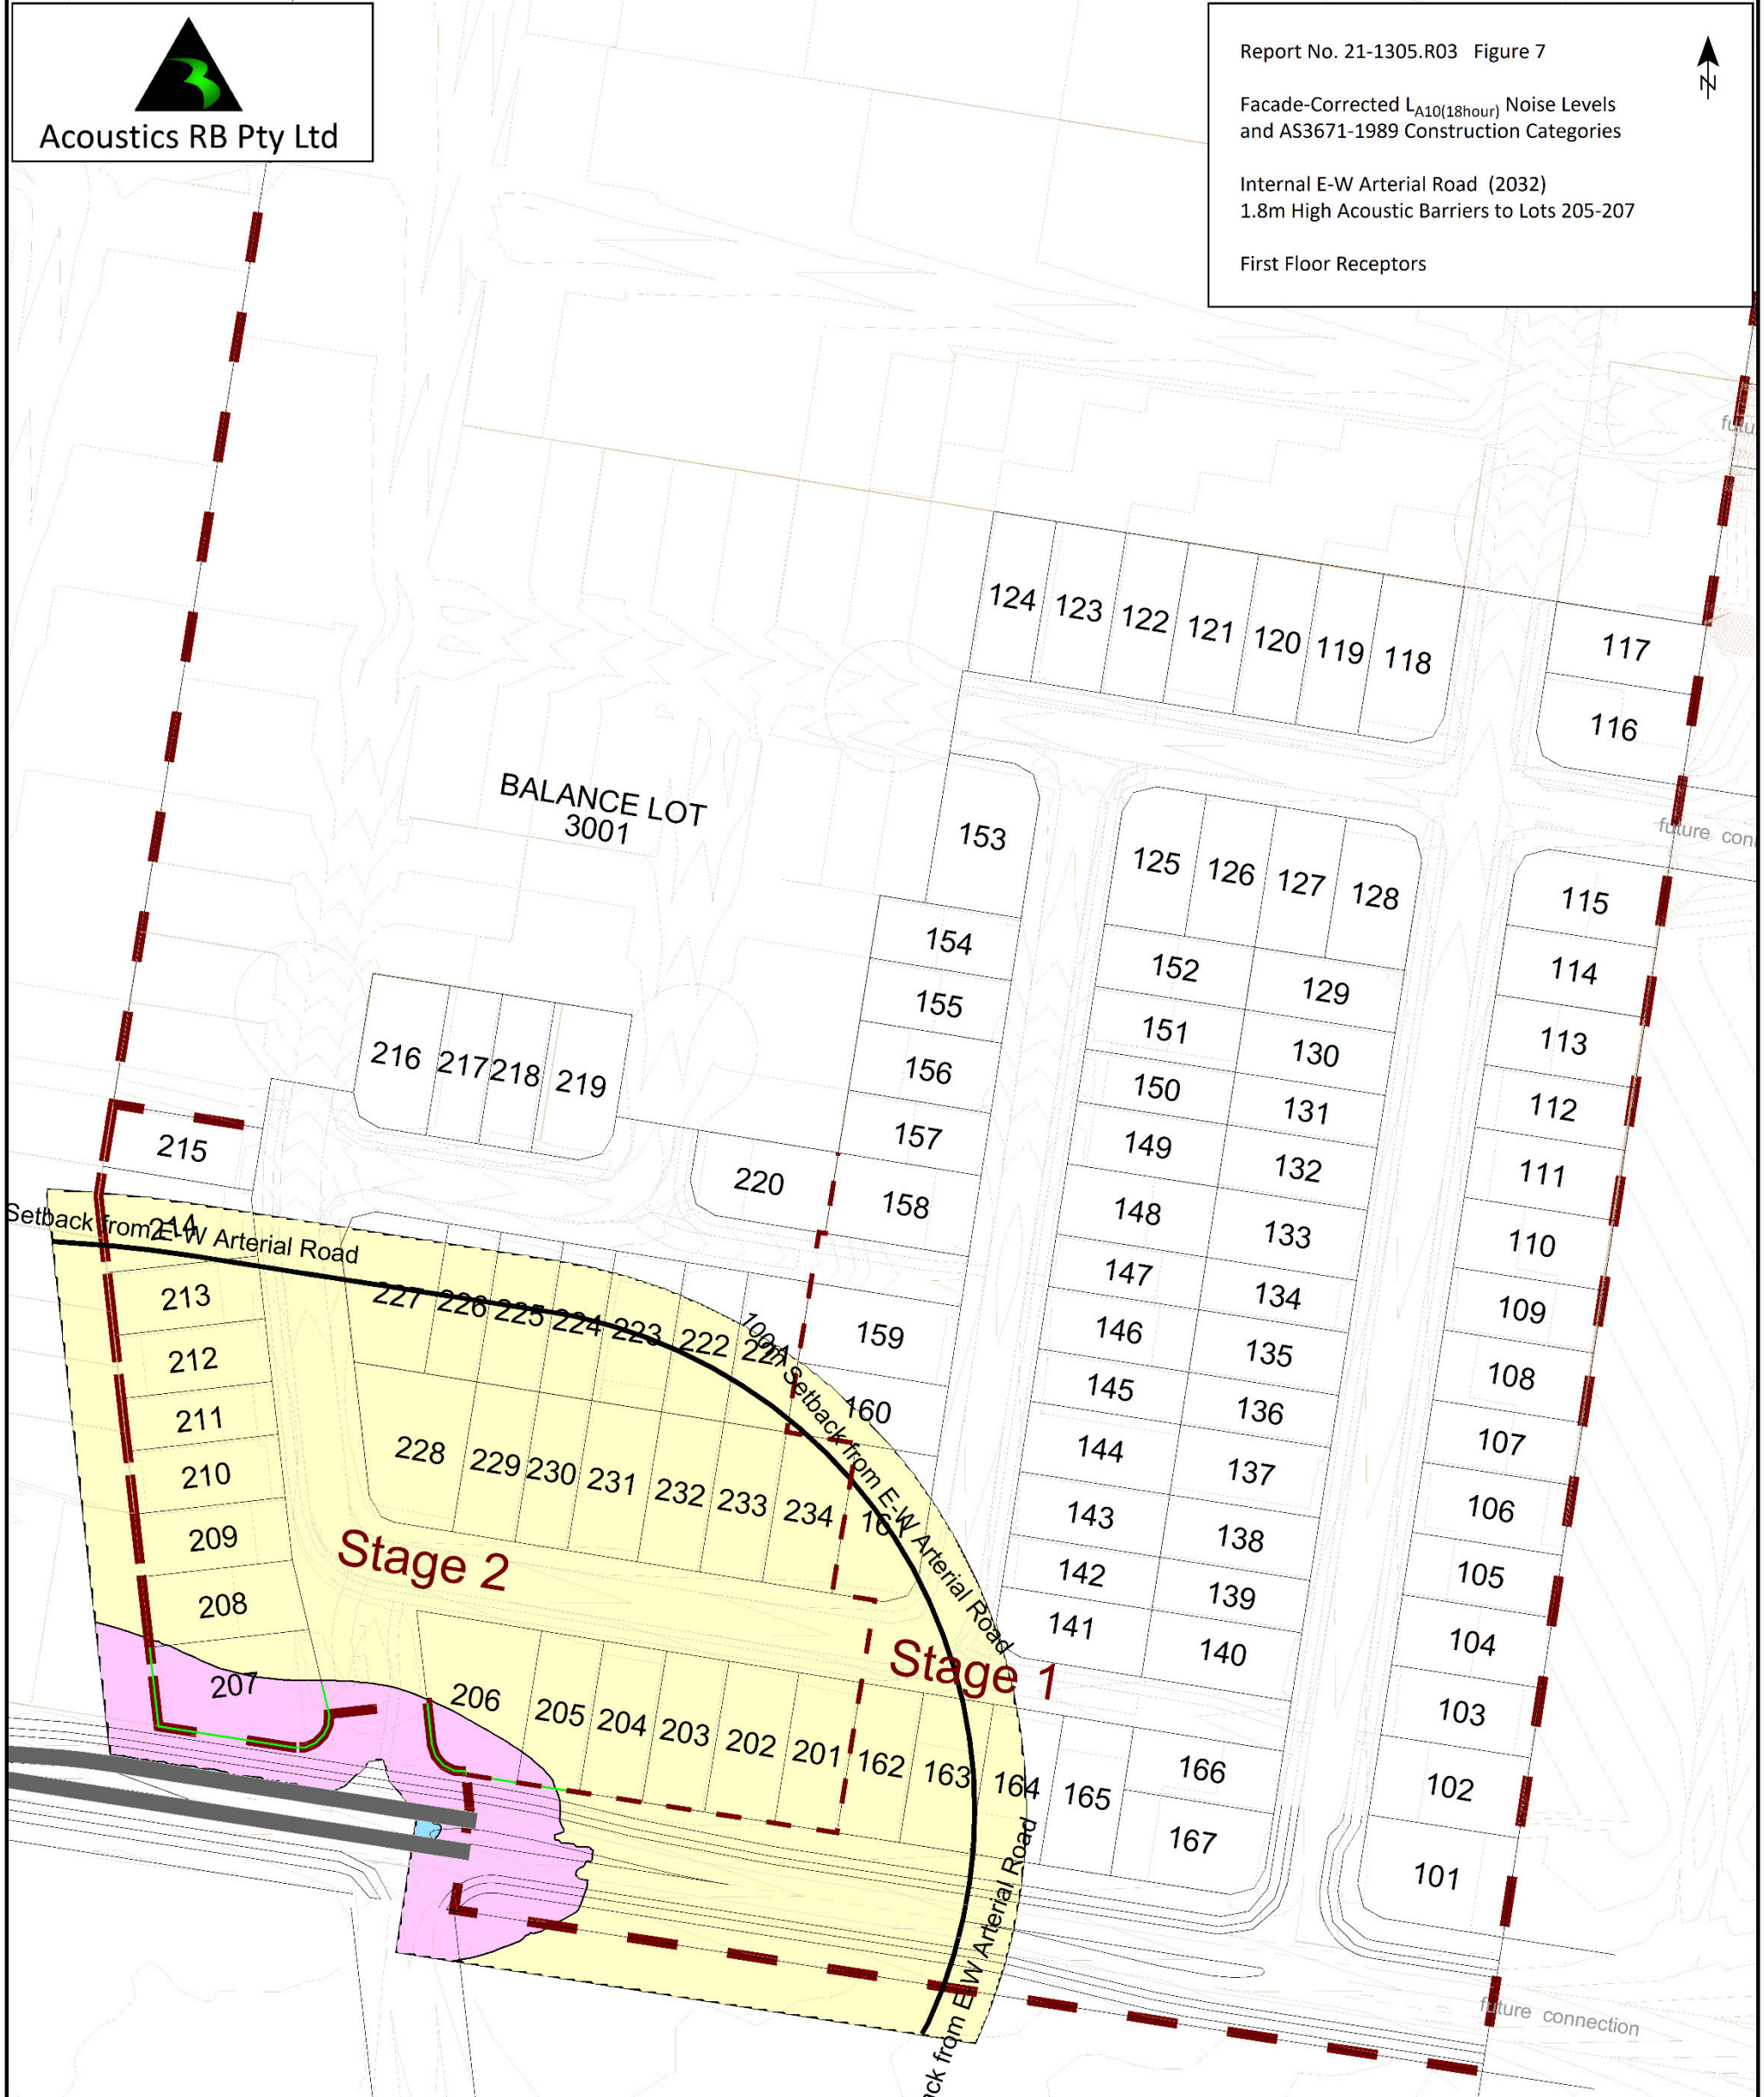 Acoustics RB Pty Ltd
Report No. 21-1305.R03 Figure 7
N
Facade-Corrected LA10(18hour) Noise Levels
and AS3671-1989 Construction Categories
Internal E-W Arterial Road (2032)
1.8m High Acoustic Barriers to Lots 205-207
First Floor Receptors
futu
124 123 122 121 120 119 118
117
116
BALANCE LOT
3001
future con
153
125 126 127 128
115
154
152
129
114
155
151
130
113
216 217 218 219
156
150
131
112
157
149
132
111
215
220
158
148
133
110
214
Setback from E-W Arterial Road
213
147
134
109
227 226 225 224 223 222 221
159
146
135
108
212
100m Setback from E-W Arterial Road
211
160
145
136
107
228 229 230 231 232 233 234
161
144
137
106
210
143
138
105
209
Stage 2
142
139
208
141
140
104
Stage 1
207
206 205 204 203 202 201 162 163 164 165
166
103
167
102
101
ck from E-W Arterial Road
future connection